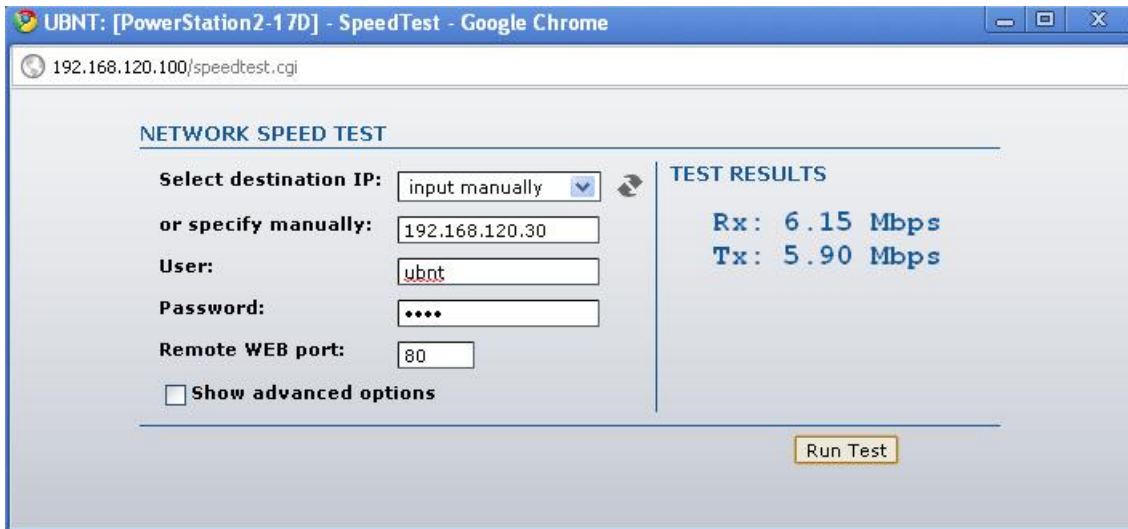 UBNT: [PowerStation2-17D] - SpeedTest - Google Chrome
192.168.120.100/speedtest.cgi
NETWORK SPEED TEST
Select destination IP: input manually
or specify manually: 192.168.120.30
User: ubnt
Password: ••••
Remote WEB port: 80
Show advanced options
TEST RESULTS
Rx: 6.15 Mbps
Tx: 5.90 Mbps
Run Test